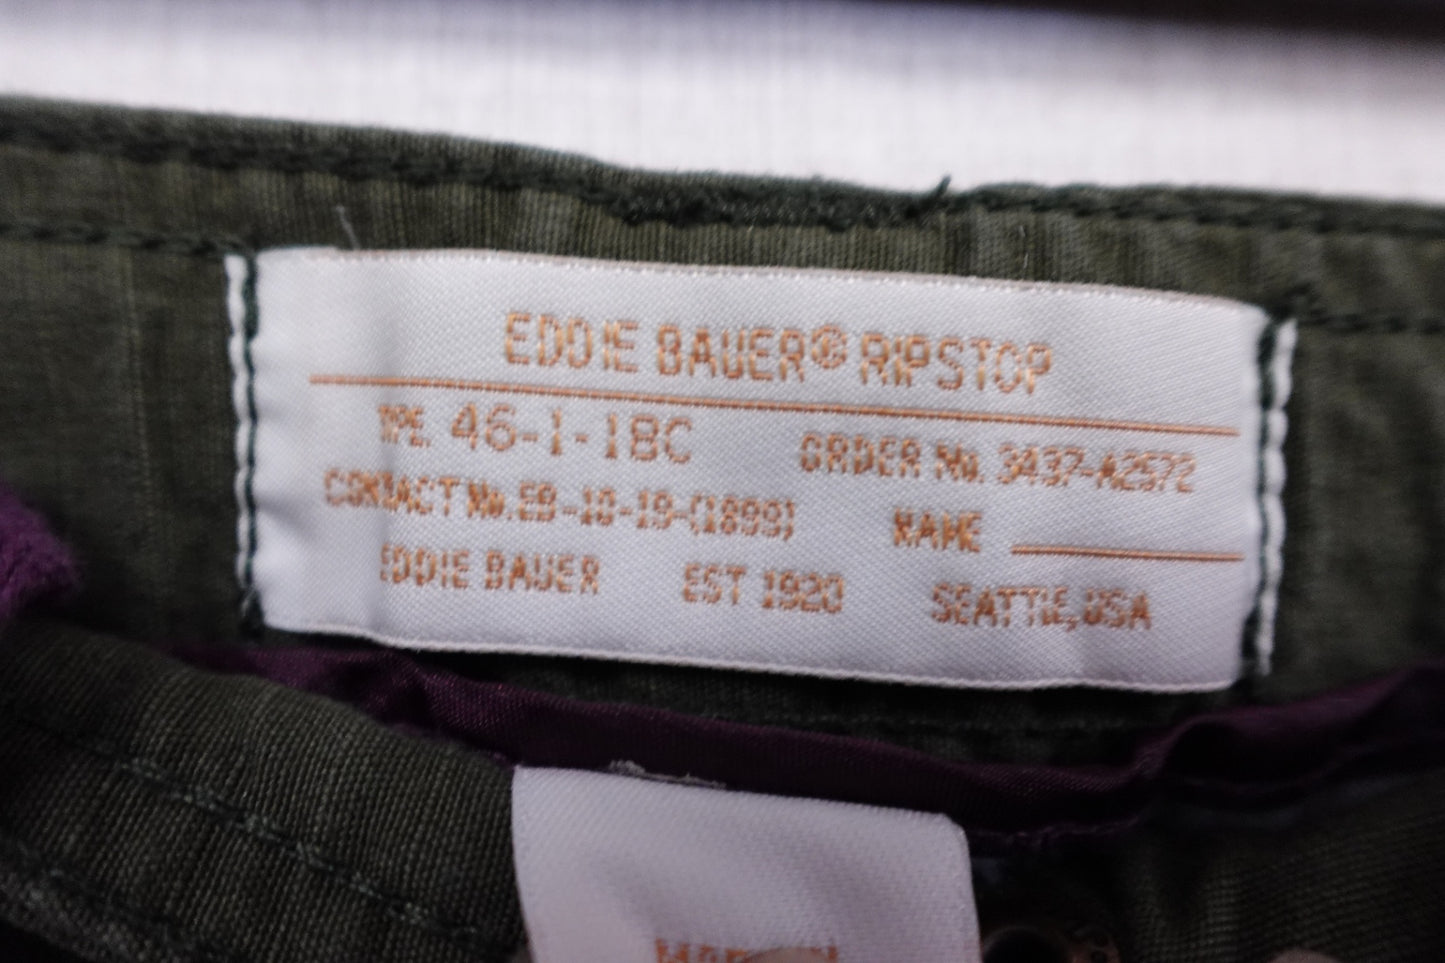 EDDIE BAUER® RIPSTOP
TYPE. 46-1-18C ORDER No. 3437-A2572
CONTACT No. EB-10-19-(1899) NAME
EDDIE BAUER EST 1920 SEATTLE, USA